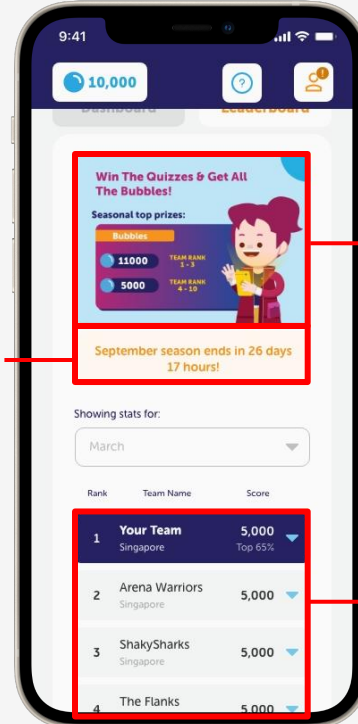 9:41
10,000
?
!
Dashboard
Leaderboard
Win The Quizzes & Get All
The Bubbles!
Seasonal top prizes:
Bubbles
11000
TEAM RANK
1 - 3
5000
TEAM RANK
4 - 10
September season ends in 26 days
17 hours!
Showing stats for:
March
Rank Team Name Score
1 Your Team 5,000
Singapore Top 65%
2 Arena Warriors 5,000
Singapore
3 ShakySharks 5,000
Singapore
4 The Flanks 5,000